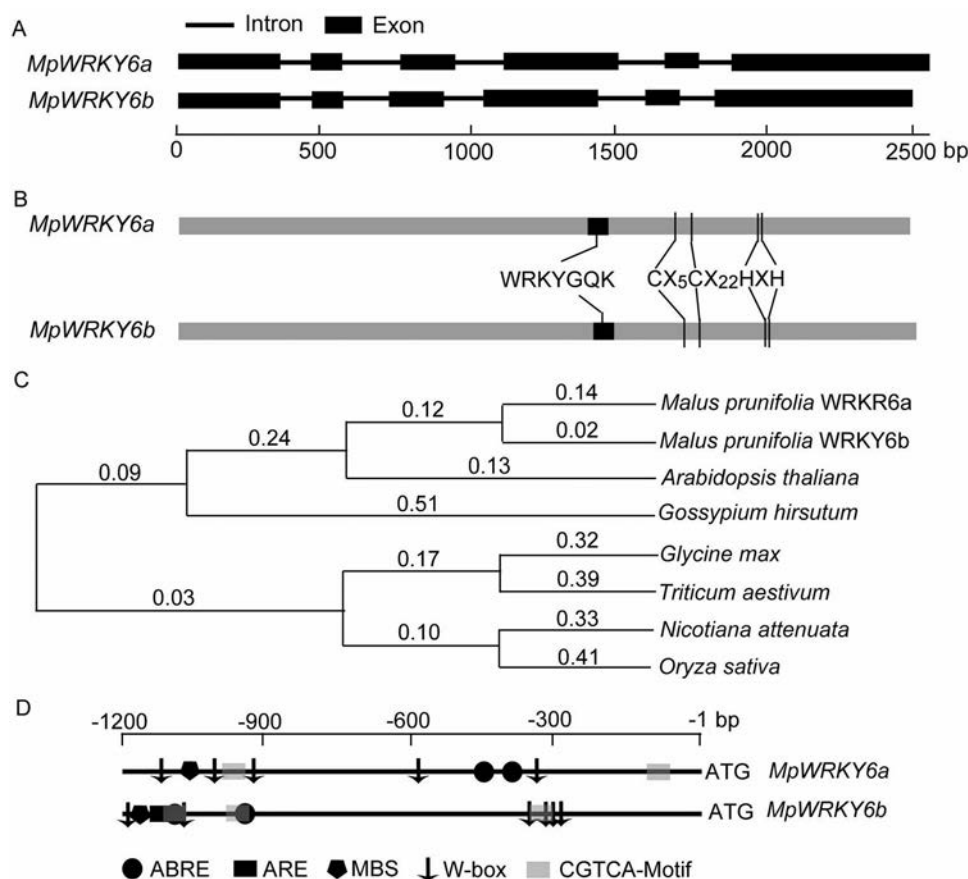 A
Intron
Exon
MpWRKY6a
MpWRKY6b
0 500 1000 1500 2000 2500 bp
B
MpWRKY6a
WRKYGQK CX5CX22HXH
MpWRKY6b
C
0.14 Malus prunifolia WRKR6a
0.12
0.02 Malus prunifolia WRKY6b
0.24
0.13 Arabidopsis thaliana
0.09
0.51 Gossypium hirsutum
0.32 Glycine max
0.17
0.39 Triticum aestivum
0.03
0.33 Nicotiana attenuata
0.10
0.41 Oryza sativa
D
-1200 -900 -600 -300 -1 bp
ATG MpWRKY6a
ATG MpWRKY6b
ABRE ARE MBS W-box CGTCA-Motif